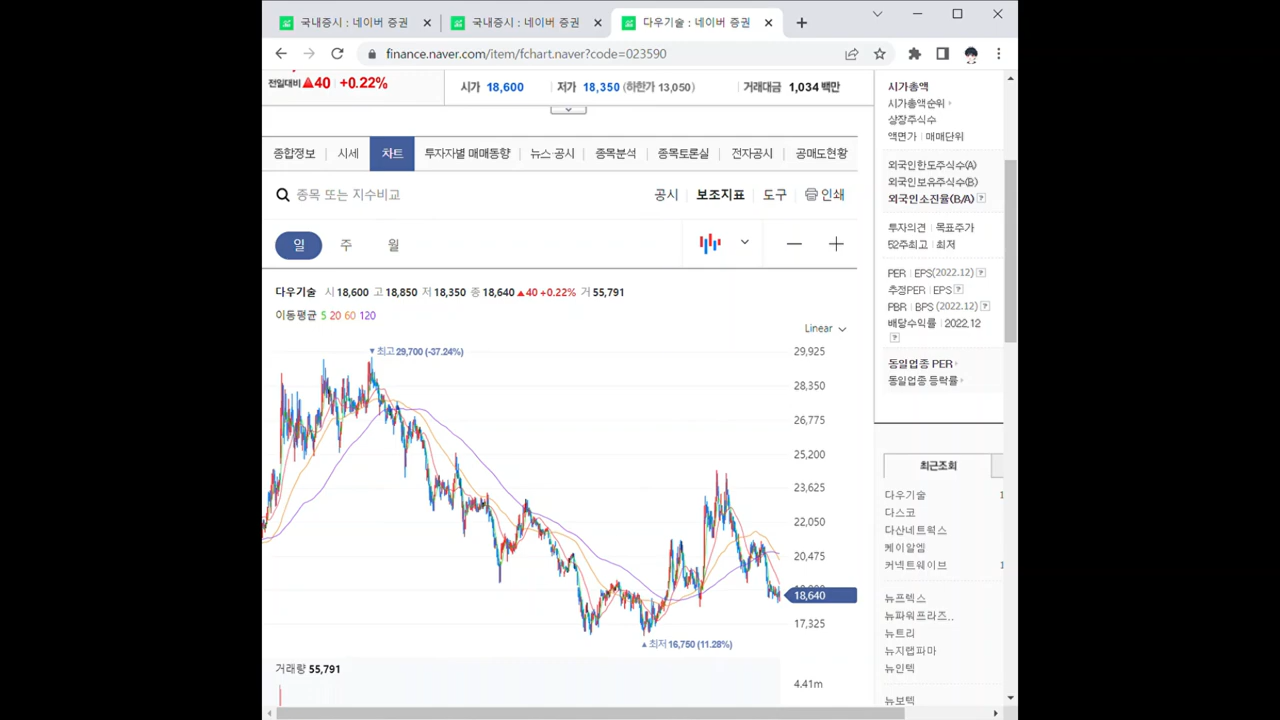 국내증시 : 네이버 증권
국내증시 : 네이버 증권
다우기술 : 네이버 증권
finance.naver.com/item/fchart.naver?code=023590
전일대비 ▲40 +0.22%
시가 18,600 저가 18,350 (하한가 13,050) 거래대금 1,034 백만
종합정보 시세 차트 투자자별 매매동향 뉴스·공시 종목분석 종목토론실 전자공시 공매도현황
종목 또는 지수비교 공시 보조지표 도구 인쇄
일 주 월
다우기술 시 18,600 고 18,850 저 18,350 종 18,640 ▲40 +0.22% 거 55,791
이동평균 5 20 60 120
Linear
▼최고 29,700 (-37.24%)
29,925
28,350
26,775
25,200
23,625
22,050
20,475
18,640
17,325
▲최저 16,750 (11.28%)
거래량 55,791
4.41m
시가총액
시가총액순위
상장주식수
액면가 매매단위
외국인한도주식수(A)
외국인보유주식수(B)
외국인소진율(B/A) ?
투자의견 목표주가
52주최고 최저
PER EPS(2022.12) ?
추정PER EPS ?
PBR BPS (2022.12) ?
배당수익률 2022.12
?
동일업종 PER
동일업종 등락률
최근조회
다우기술 1
다스코
다산네트웍스
케이알엠
커넥트웨이브 1
뉴프렉스
뉴파워프라즈..
뉴트리
뉴지랩파마
뉴인텍
뉴보텍